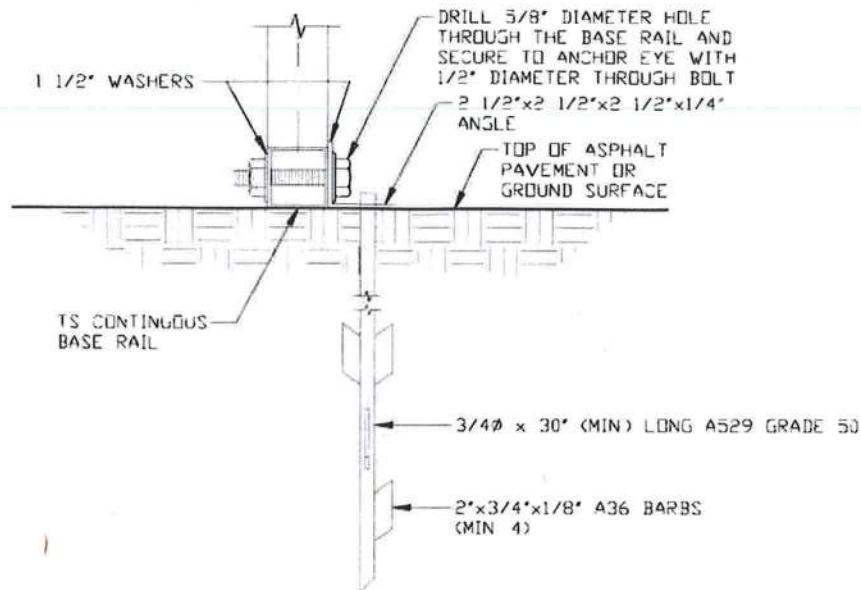 DRILL 5/8" DIAMETER HOLE
THROUGH THE BASE RAIL AND
SECURE TO ANCHOR EYE WITH
1/2" DIAMETER THROUGH BOLT
1 1/2" WASHERS
2 1/2"x2 1/2"x2 1/2"x1/4"
ANGLE
TOP OF ASPHALT
PAVEMENT OR
GROUND SURFACE
TS CONTINUOUS
BASE RAIL
3/4Ø x 30" (MIN) LONG A529 GRADE 50
2"x3/4"x1/8" A36 BARBS
(MIN 4)